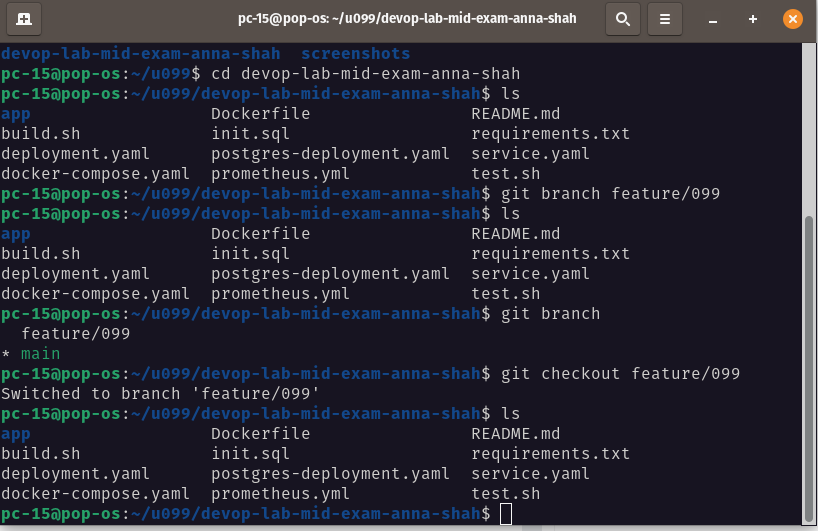 pc-15@pop-os: ~/u099/devop-lab-mid-exam-anna-shah
devop-lab-mid-exam-anna-shah  screenshots
pc-15@pop-os:~/u099$ cd devop-lab-mid-exam-anna-shah
pc-15@pop-os:~/u099/devop-lab-mid-exam-anna-shah$ ls
app                  Dockerfile                README.md
build.sh             init.sql                  requirements.txt
deployment.yaml      postgres-deployment.yaml  service.yaml
docker-compose.yaml  prometheus.yml            test.sh
pc-15@pop-os:~/u099/devop-lab-mid-exam-anna-shah$ git branch feature/099
pc-15@pop-os:~/u099/devop-lab-mid-exam-anna-shah$ ls
app                  Dockerfile                README.md
build.sh             init.sql                  requirements.txt
deployment.yaml      postgres-deployment.yaml  service.yaml
docker-compose.yaml  prometheus.yml            test.sh
pc-15@pop-os:~/u099/devop-lab-mid-exam-anna-shah$ git branch
  feature/099
* main
pc-15@pop-os:~/u099/devop-lab-mid-exam-anna-shah$ git checkout feature/099
Switched to branch 'feature/099'
pc-15@pop-os:~/u099/devop-lab-mid-exam-anna-shah$ ls
app                  Dockerfile                README.md
build.sh             init.sql                  requirements.txt
deployment.yaml      postgres-deployment.yaml  service.yaml
docker-compose.yaml  prometheus.yml            test.sh
pc-15@pop-os:~/u099/devop-lab-mid-exam-anna-shah$